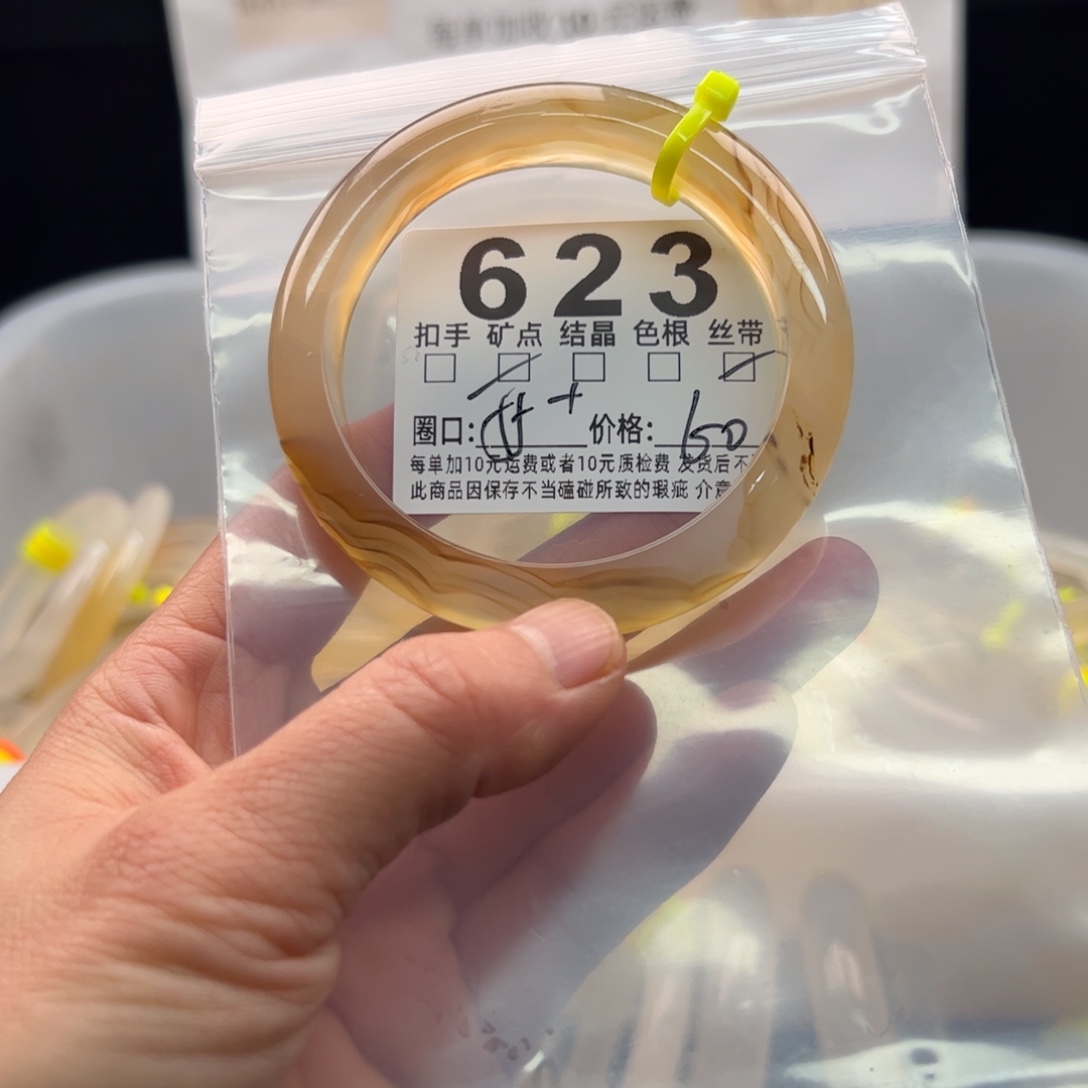 623
扣手 矿点 结晶 色根 丝带
圈口: 价格: 60
每单加10元运费或者10元质检费 发货后不
此商品因保存不当磕碰所致的瑕疵 介意